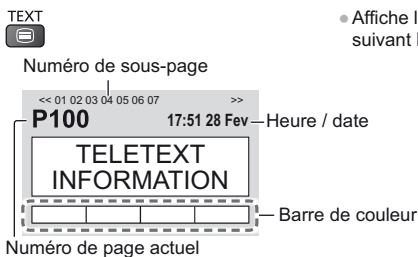 TEXT
● Affiche l
suivant
Numéro de sous-page
<< 01 02 03 04 05 06 07 >>
P100 17:51 28 Fev
Heure / date
TELETEXT
INFORMATION
Barre de couleur
Numéro de page actuel